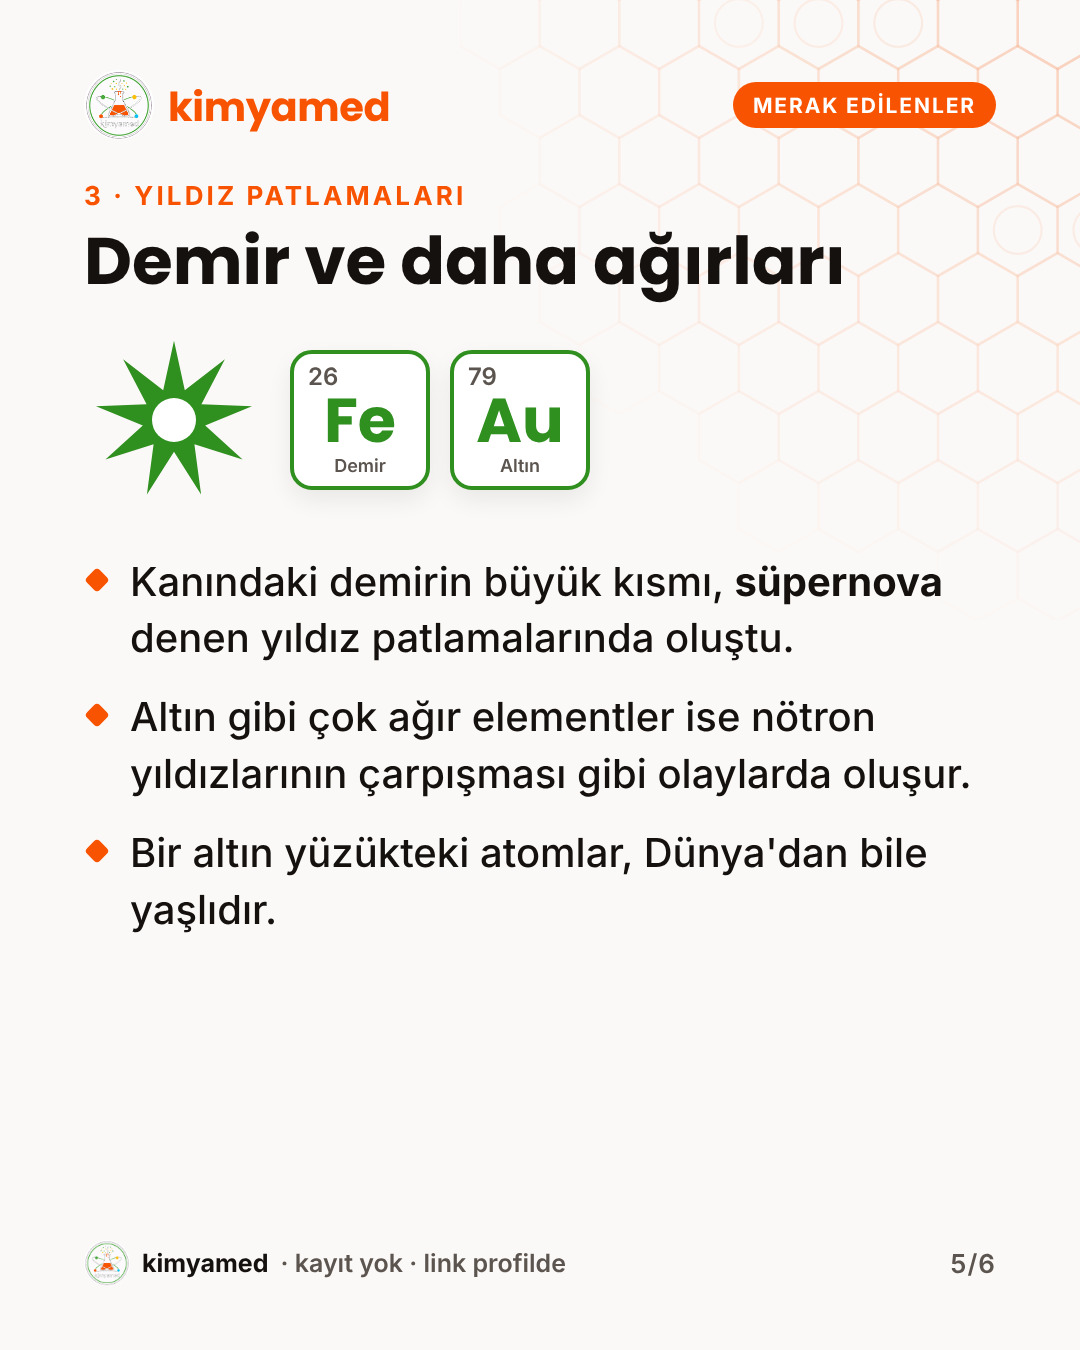 kimyamed
MERAK EDİLENLER
3 · YILDIZ PATLAMALARI
Demir ve daha ağırları
26
Fe
Demir
79
Au
Altın
Kanındaki demirin büyük kısmı, süpernova
denen yıldız patlamalarında oluştu.
Altın gibi çok ağır elementler ise nötron
yıldızlarının çarpışması gibi olaylarda oluşur.
Bir altın yüzükteki atomlar, Dünya'dan bile
yaşlıdır.
kimyamed · kayıt yok · link profilde
5/6